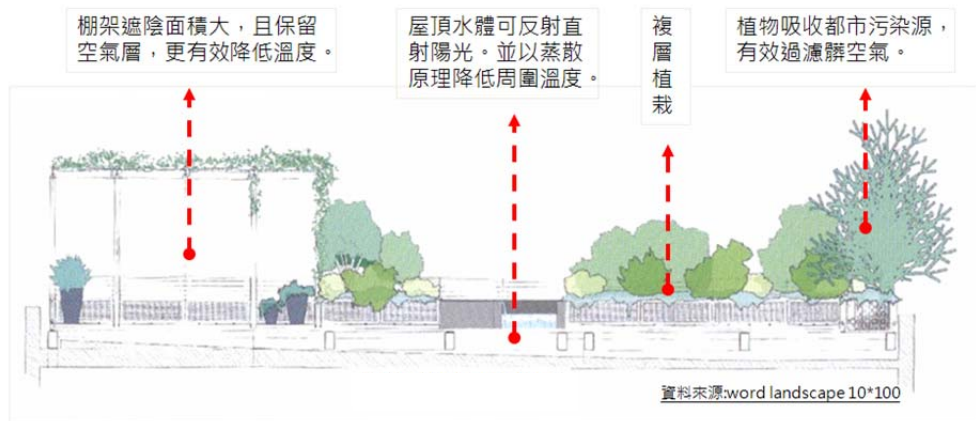 棚架遮陰面積大，且保留
空氣層，更有效降低溫度。
屋頂水體可反射直
射陽光。並以蒸散
原理降低周圍溫度。
複
層
植
栽
植物吸收都市污染源，
有效過濾髒空氣。
資料來源:word landscape 10*100